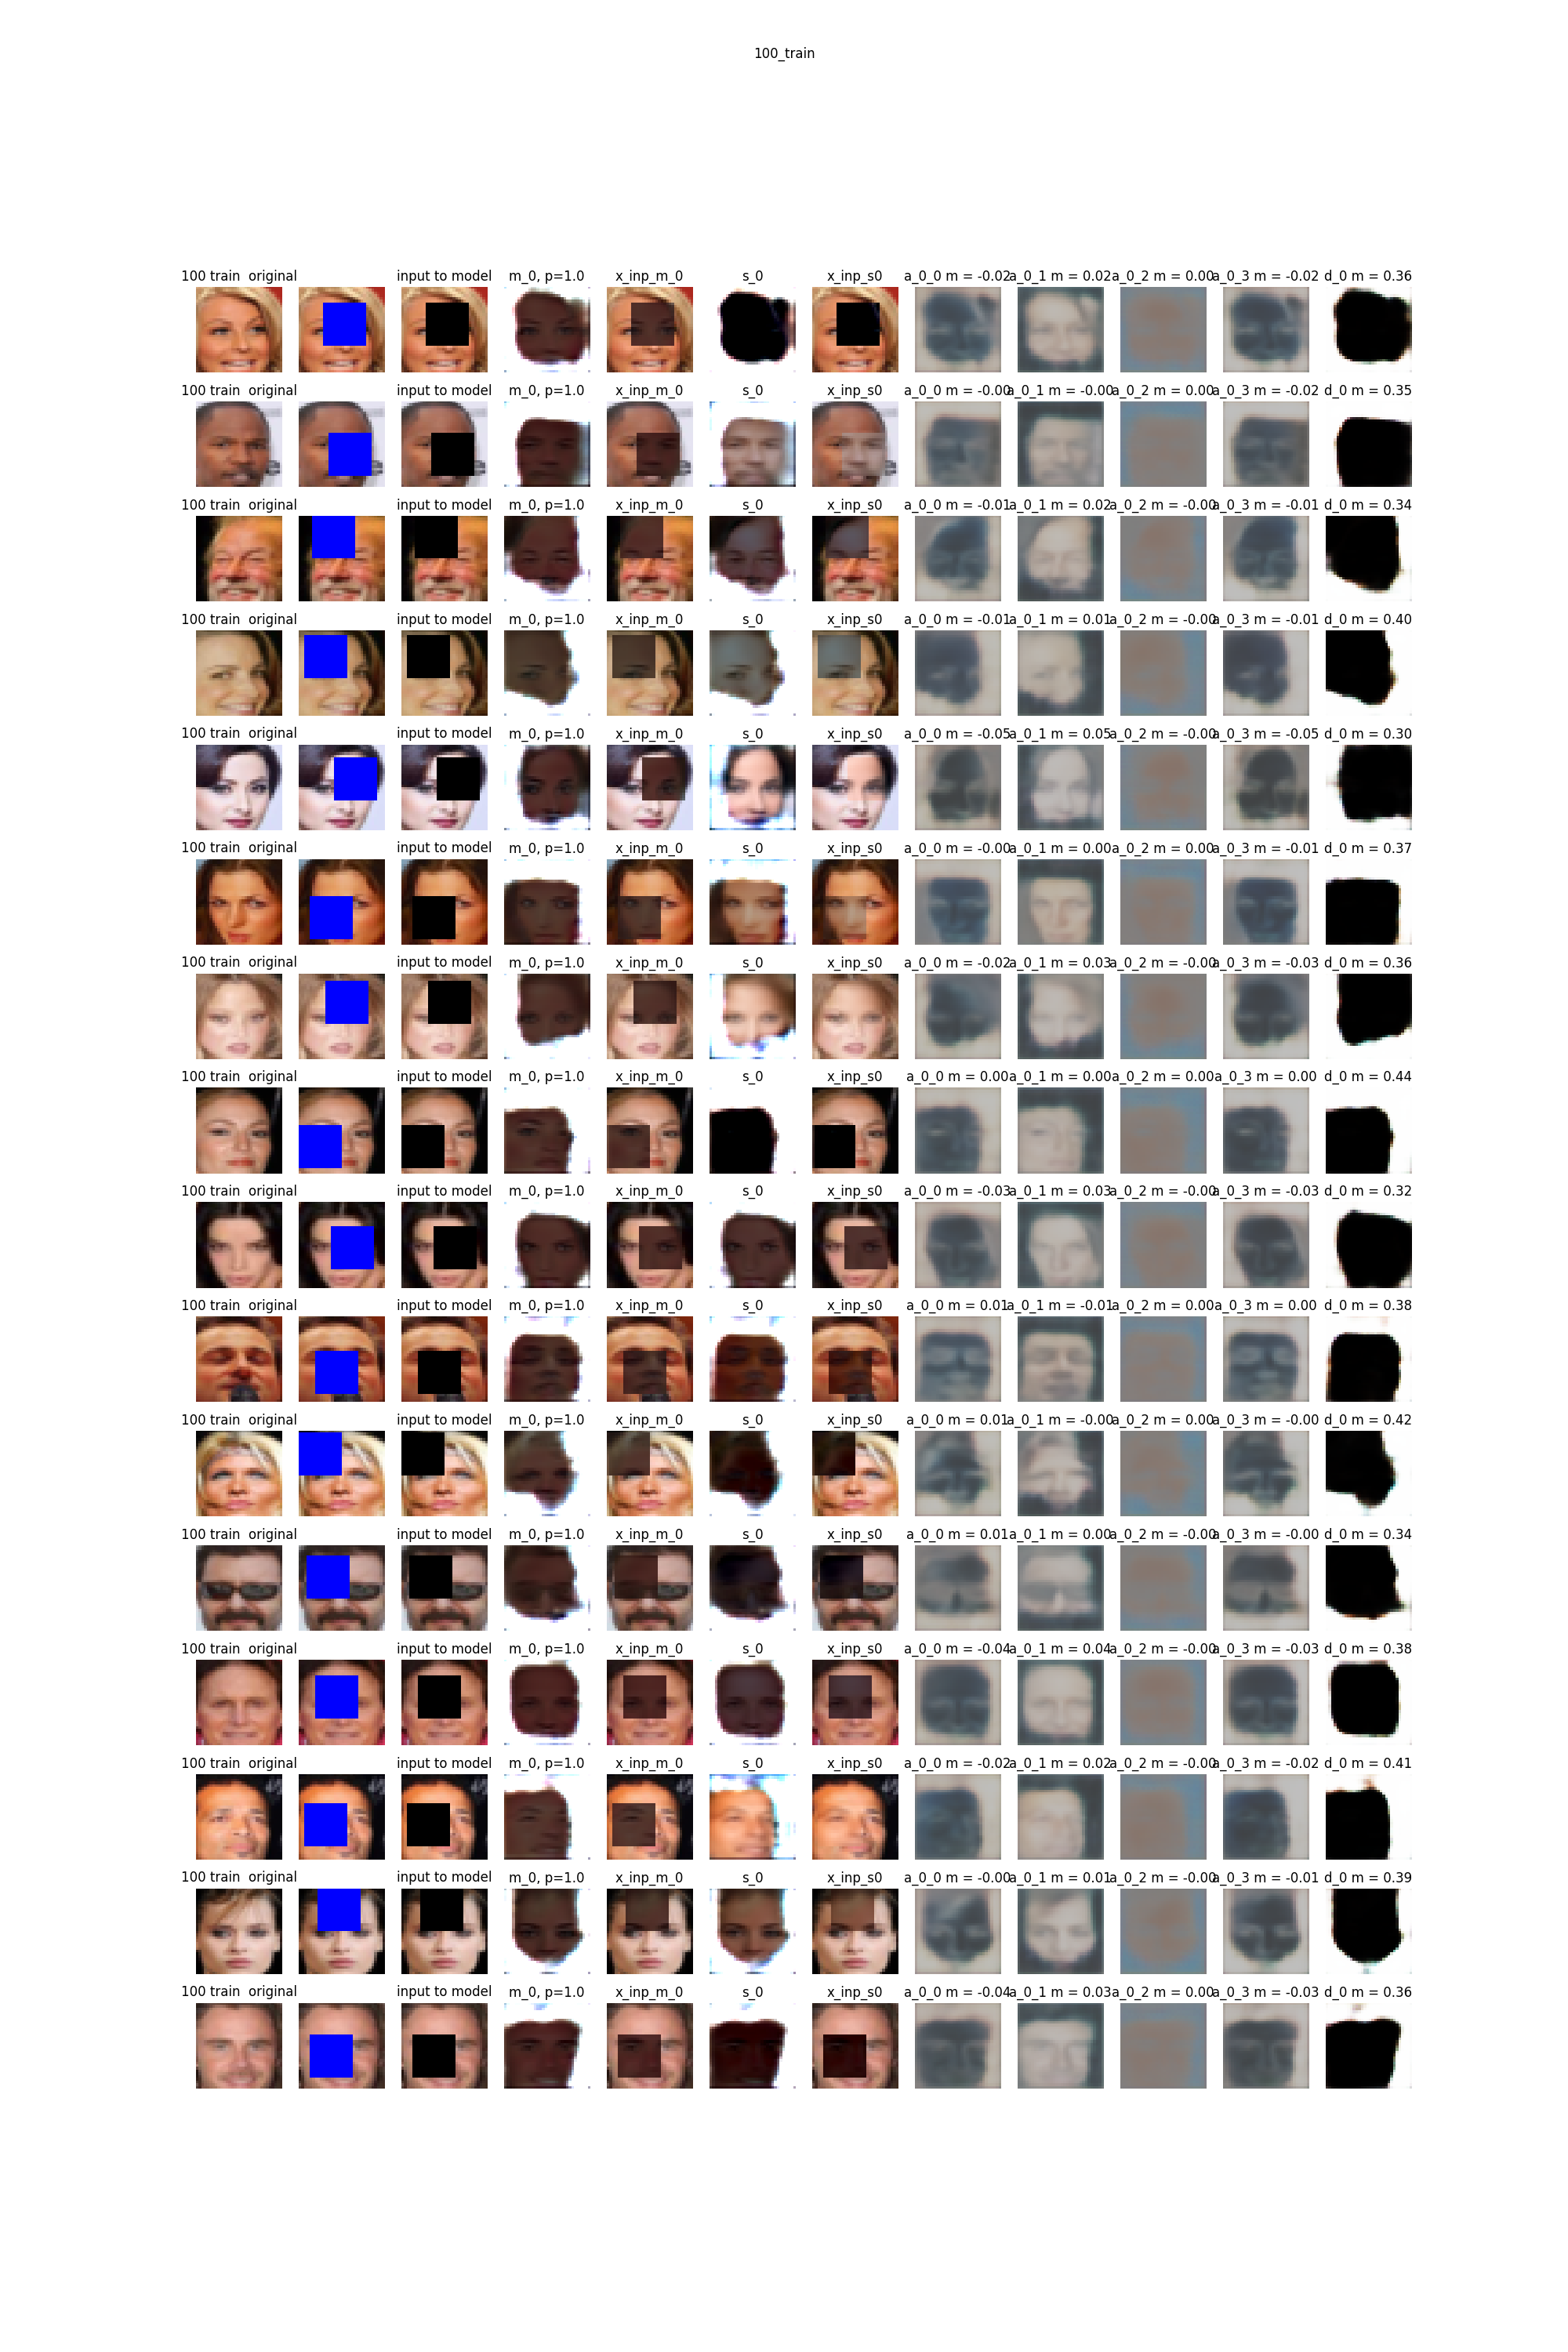 100_train
100 train original input to model m_0, p=1.0 x_inp_m_0 s_0 x_inp_s0 a_0_0 m = -0.02 a_0_1 m = 0.02 a_0_2 m = 0.00 a_0_3 m = -0.02 d_0 m = 0.36
100 train original input to model m_0, p=1.0 x_inp_m_0 s_0 x_inp_s0 a_0_0 m = -0.00 a_0_1 m = -0.00 a_0_2 m = 0.00 a_0_3 m = -0.02 d_0 m = 0.35
100 train original input to model m_0, p=1.0 x_inp_m_0 s_0 x_inp_s0 a_0_0 m = -0.01 a_0_1 m = 0.02 a_0_2 m = -0.00 a_0_3 m = -0.01 d_0 m = 0.34
100 train original input to model m_0, p=1.0 x_inp_m_0 s_0 x_inp_s0 a_0_0 m = -0.01 a_0_1 m = 0.01 a_0_2 m = -0.00 a_0_3 m = -0.01 d_0 m = 0.40
100 train original input to model m_0, p=1.0 x_inp_m_0 s_0 x_inp_s0 a_0_0 m = -0.05 a_0_1 m = 0.05 a_0_2 m = -0.00 a_0_3 m = -0.05 d_0 m = 0.30
100 train original input to model m_0, p=1.0 x_inp_m_0 s_0 x_inp_s0 a_0_0 m = -0.00 a_0_1 m = 0.00 a_0_2 m = 0.00 a_0_3 m = -0.01 d_0 m = 0.37
100 train original input to model m_0, p=1.0 x_inp_m_0 s_0 x_inp_s0 a_0_0 m = -0.02 a_0_1 m = 0.03 a_0_2 m = -0.00 a_0_3 m = -0.03 d_0 m = 0.36
100 train original input to model m_0, p=1.0 x_inp_m_0 s_0 x_inp_s0 a_0_0 m = 0.00 a_0_1 m = 0.00 a_0_2 m = 0.00 a_0_3 m = 0.00 d_0 m = 0.44
100 train original input to model m_0, p=1.0 x_inp_m_0 s_0 x_inp_s0 a_0_0 m = -0.03 a_0_1 m = 0.03 a_0_2 m = -0.00 a_0_3 m = -0.03 d_0 m = 0.32
100 train original input to model m_0, p=1.0 x_inp_m_0 s_0 x_inp_s0 a_0_0 m = 0.01 a_0_1 m = -0.01 a_0_2 m = 0.00 a_0_3 m = 0.00 d_0 m = 0.38
100 train original input to model m_0, p=1.0 x_inp_m_0 s_0 x_inp_s0 a_0_0 m = 0.01 a_0_1 m = -0.00 a_0_2 m = 0.00 a_0_3 m = -0.00 d_0 m = 0.42
100 train original input to model m_0, p=1.0 x_inp_m_0 s_0 x_inp_s0 a_0_0 m = 0.01 a_0_1 m = 0.00 a_0_2 m = -0.00 a_0_3 m = -0.00 d_0 m = 0.34
100 train original input to model m_0, p=1.0 x_inp_m_0 s_0 x_inp_s0 a_0_0 m = -0.04 a_0_1 m = 0.04 a_0_2 m = -0.00 a_0_3 m = -0.03 d_0 m = 0.38
100 train original input to model m_0, p=1.0 x_inp_m_0 s_0 x_inp_s0 a_0_0 m = -0.02 a_0_1 m = 0.02 a_0_2 m = -0.00 a_0_3 m = -0.02 d_0 m = 0.41
100 train original input to model m_0, p=1.0 x_inp_m_0 s_0 x_inp_s0 a_0_0 m = -0.00 a_0_1 m = 0.01 a_0_2 m = -0.00 a_0_3 m = -0.01 d_0 m = 0.39
100 train original input to model m_0, p=1.0 x_inp_m_0 s_0 x_inp_s0 a_0_0 m = -0.04 a_0_1 m = 0.03 a_0_2 m = 0.00 a_0_3 m = -0.03 d_0 m = 0.36